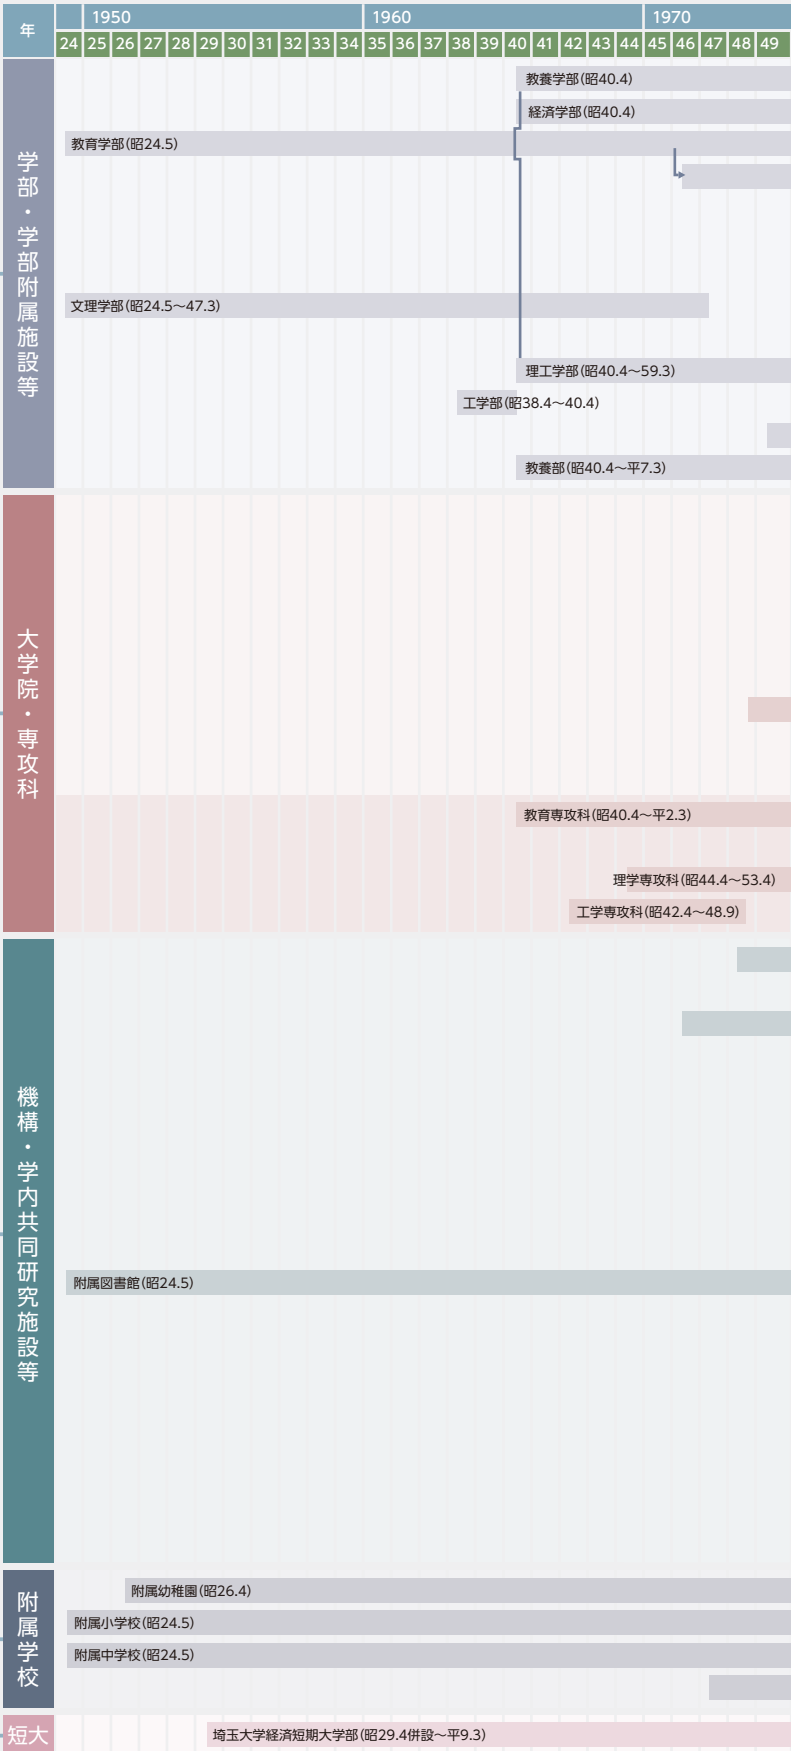 年
1950 1960 1970
24 25 26 27 28 29 30 31 32 33 34 35 36 37 38 39 40 41 42 43 44 45 46 47 48 49
学部・学部附属施設等
教養学部(昭40.4)
経済学部(昭40.4)
教育学部(昭24.5)
文理学部(昭24.5〜47.3)
理工学部(昭40.4〜59.3)
工学部(昭38.4〜40.4)
教養部(昭40.4〜平7.3)
大学院・専攻科
教育専攻科(昭40.4〜平2.3)
理学専攻科(昭44.4〜53.4)
工学専攻科(昭42.4〜48.9)
機構・学内共同研究施設等
附属図書館(昭24.5)
附属学校
附属幼稚園(昭26.4)
附属小学校(昭24.5)
附属中学校(昭24.5)
短大
埼玉大学経済短期大学部(昭29.4併設〜平9.3)